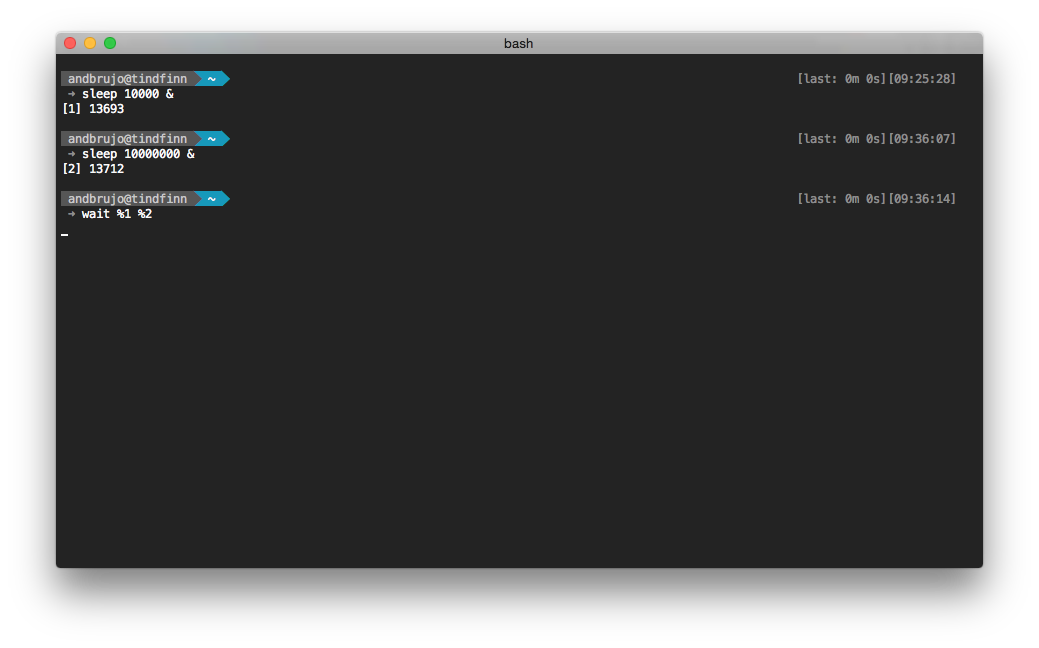 bash
andbrujo@tindfinn ~ [last: 0m 0s][09:25:28]
➜ sleep 10000 &
[1] 13693
andbrujo@tindfinn ~ [last: 0m 0s][09:36:07]
➜ sleep 10000000 &
[2] 13712
andbrujo@tindfinn ~ [last: 0m 0s][09:36:14]
➜ wait %1 %2